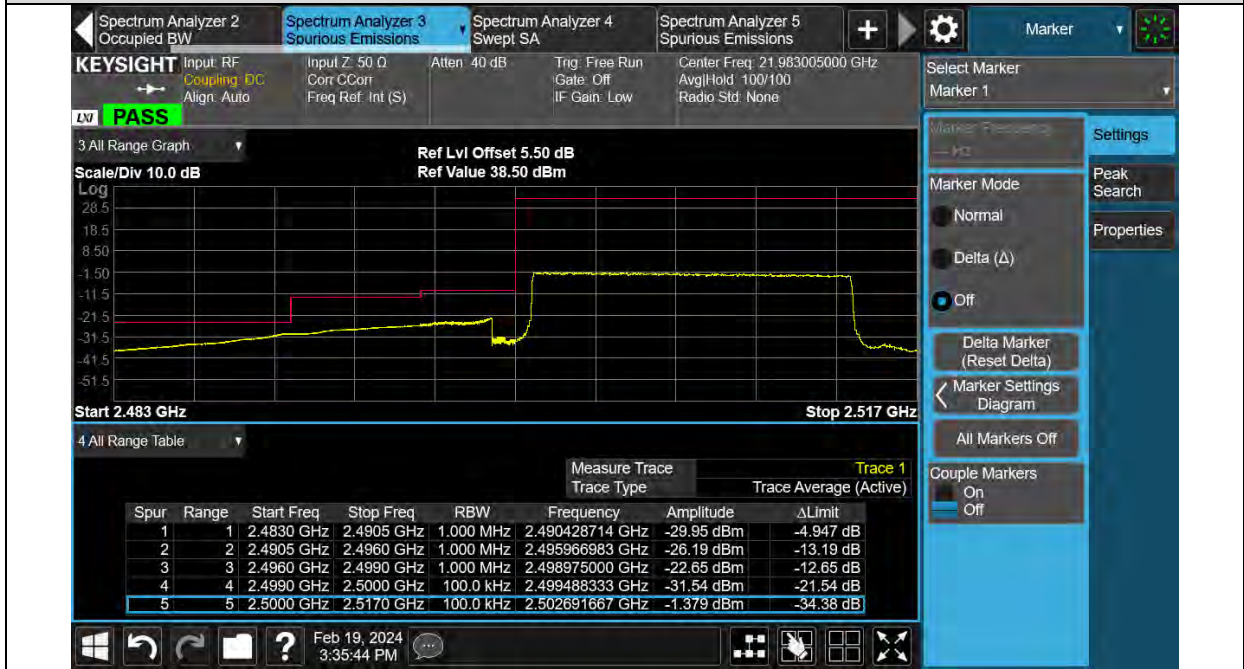 Spectrum Analyzer 2
Occupied BW
Spectrum Analyzer 3
Spurious Emissions
Spectrum Analyzer 4
Swept SA
Spectrum Analyzer 5
Spurious Emissions
+
Marker
KEYSIGHT
Input: RF
Coupling: DC
Align: Auto
Input Z: 50 Ω
Corr CCorr
Freq Ref: Int (S)
Atten: 40 dB
Trig: Free Run
Gate: Off
IF Gain: Low
Center Freq: 21.983005000 GHz
Avg|Hold: 100/100
Radio Std: None
LXI PASS
Select Marker
Marker 1
3 All Range Graph
Ref Lvl Offset 5.50 dB
Scale/Div 10.0 dB
Ref Value 38.50 dBm
Log
28.5
18.5
8.50
-1.50
-11.5
-21.5
-31.5
-41.5
-51.5
Start 2.483 GHz
Stop 2.517 GHz
Marker Frequency
--- Hz
Settings
Peak
Search
Properties
Marker Mode
Normal
Delta (Δ)
Off
Delta Marker
(Reset Delta)
Marker Settings
Diagram
All Markers Off
Couple Markers
On
Off
4 All Range Table
Measure Trace Trace 1
Trace Type Trace Average (Active)
Spur Range Start Freq Stop Freq RBW Frequency Amplitude ΔLimit
1 1 2.4830 GHz 2.4905 GHz 1.000 MHz 2.490428714 GHz -29.95 dBm -4.947 dB
2 2 2.4905 GHz 2.4960 GHz 1.000 MHz 2.495966983 GHz -26.19 dBm -13.19 dB
3 3 2.4960 GHz 2.4990 GHz 1.000 MHz 2.498975000 GHz -22.65 dBm -12.65 dB
4 4 2.4990 GHz 2.5000 GHz 100.0 kHz 2.499488333 GHz -31.54 dBm -21.54 dB
5 5 2.5000 GHz 2.5170 GHz 100.0 kHz 2.502691667 GHz -1.379 dBm -34.38 dB
?
Feb 19, 2024
3:35:44 PM